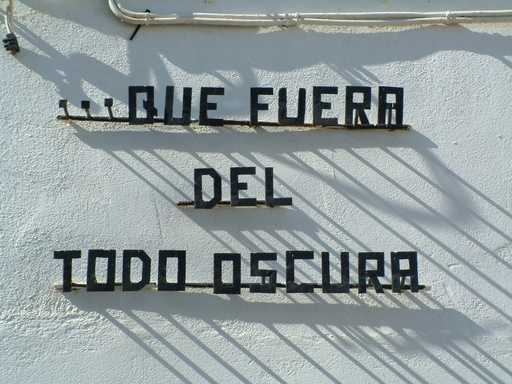 ...QUE FUERA
DEL
TODO OSCURA